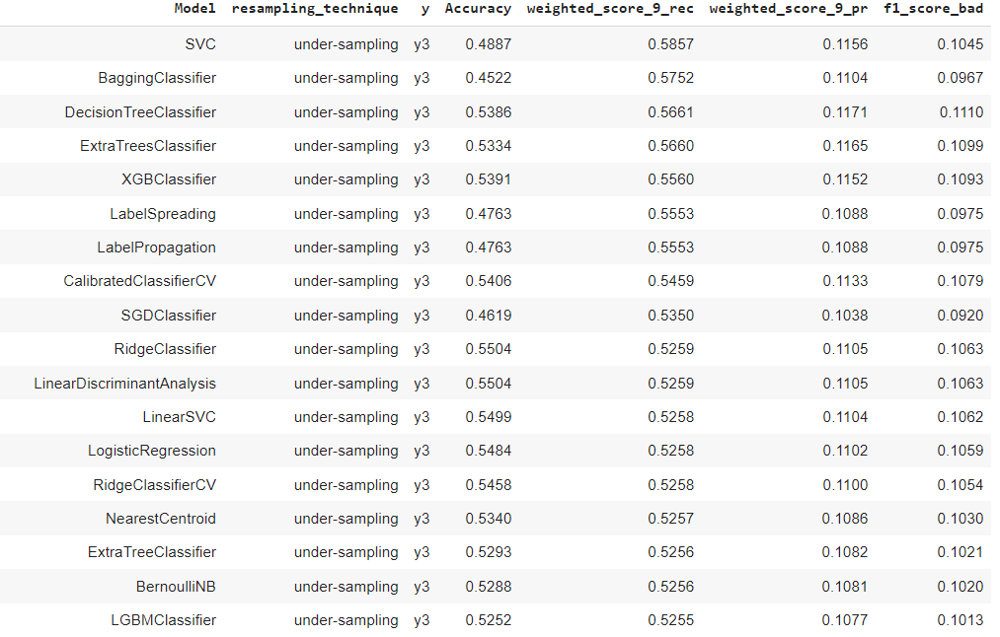 Model resampling_technique y Accuracy weighted_score_9_rec weighted_score_9_pr f1_score_bad
SVC under-sampling y3 0.4887 0.5857 0.1156 0.1045
BaggingClassifier under-sampling y3 0.4522 0.5752 0.1104 0.0967
DecisionTreeClassifier under-sampling y3 0.5386 0.5661 0.1171 0.1110
ExtraTreesClassifier under-sampling y3 0.5334 0.5660 0.1165 0.1099
XGBClassifier under-sampling y3 0.5391 0.5560 0.1152 0.1093
LabelSpreading under-sampling y3 0.4763 0.5553 0.1088 0.0975
LabelPropagation under-sampling y3 0.4763 0.5553 0.1088 0.0975
CalibratedClassifierCV under-sampling y3 0.5406 0.5459 0.1133 0.1079
SGDClassifier under-sampling y3 0.4619 0.5350 0.1038 0.0920
RidgeClassifier under-sampling y3 0.5504 0.5259 0.1105 0.1063
LinearDiscriminantAnalysis under-sampling y3 0.5504 0.5259 0.1105 0.1063
LinearSVC under-sampling y3 0.5499 0.5258 0.1104 0.1062
LogisticRegression under-sampling y3 0.5484 0.5258 0.1102 0.1059
RidgeClassifierCV under-sampling y3 0.5458 0.5258 0.1100 0.1054
NearestCentroid under-sampling y3 0.5340 0.5257 0.1086 0.1030
ExtraTreeClassifier under-sampling y3 0.5293 0.5256 0.1082 0.1021
BernoulliNB under-sampling y3 0.5288 0.5256 0.1081 0.1020
LGBMClassifier under-sampling y3 0.5252 0.5255 0.1077 0.1013